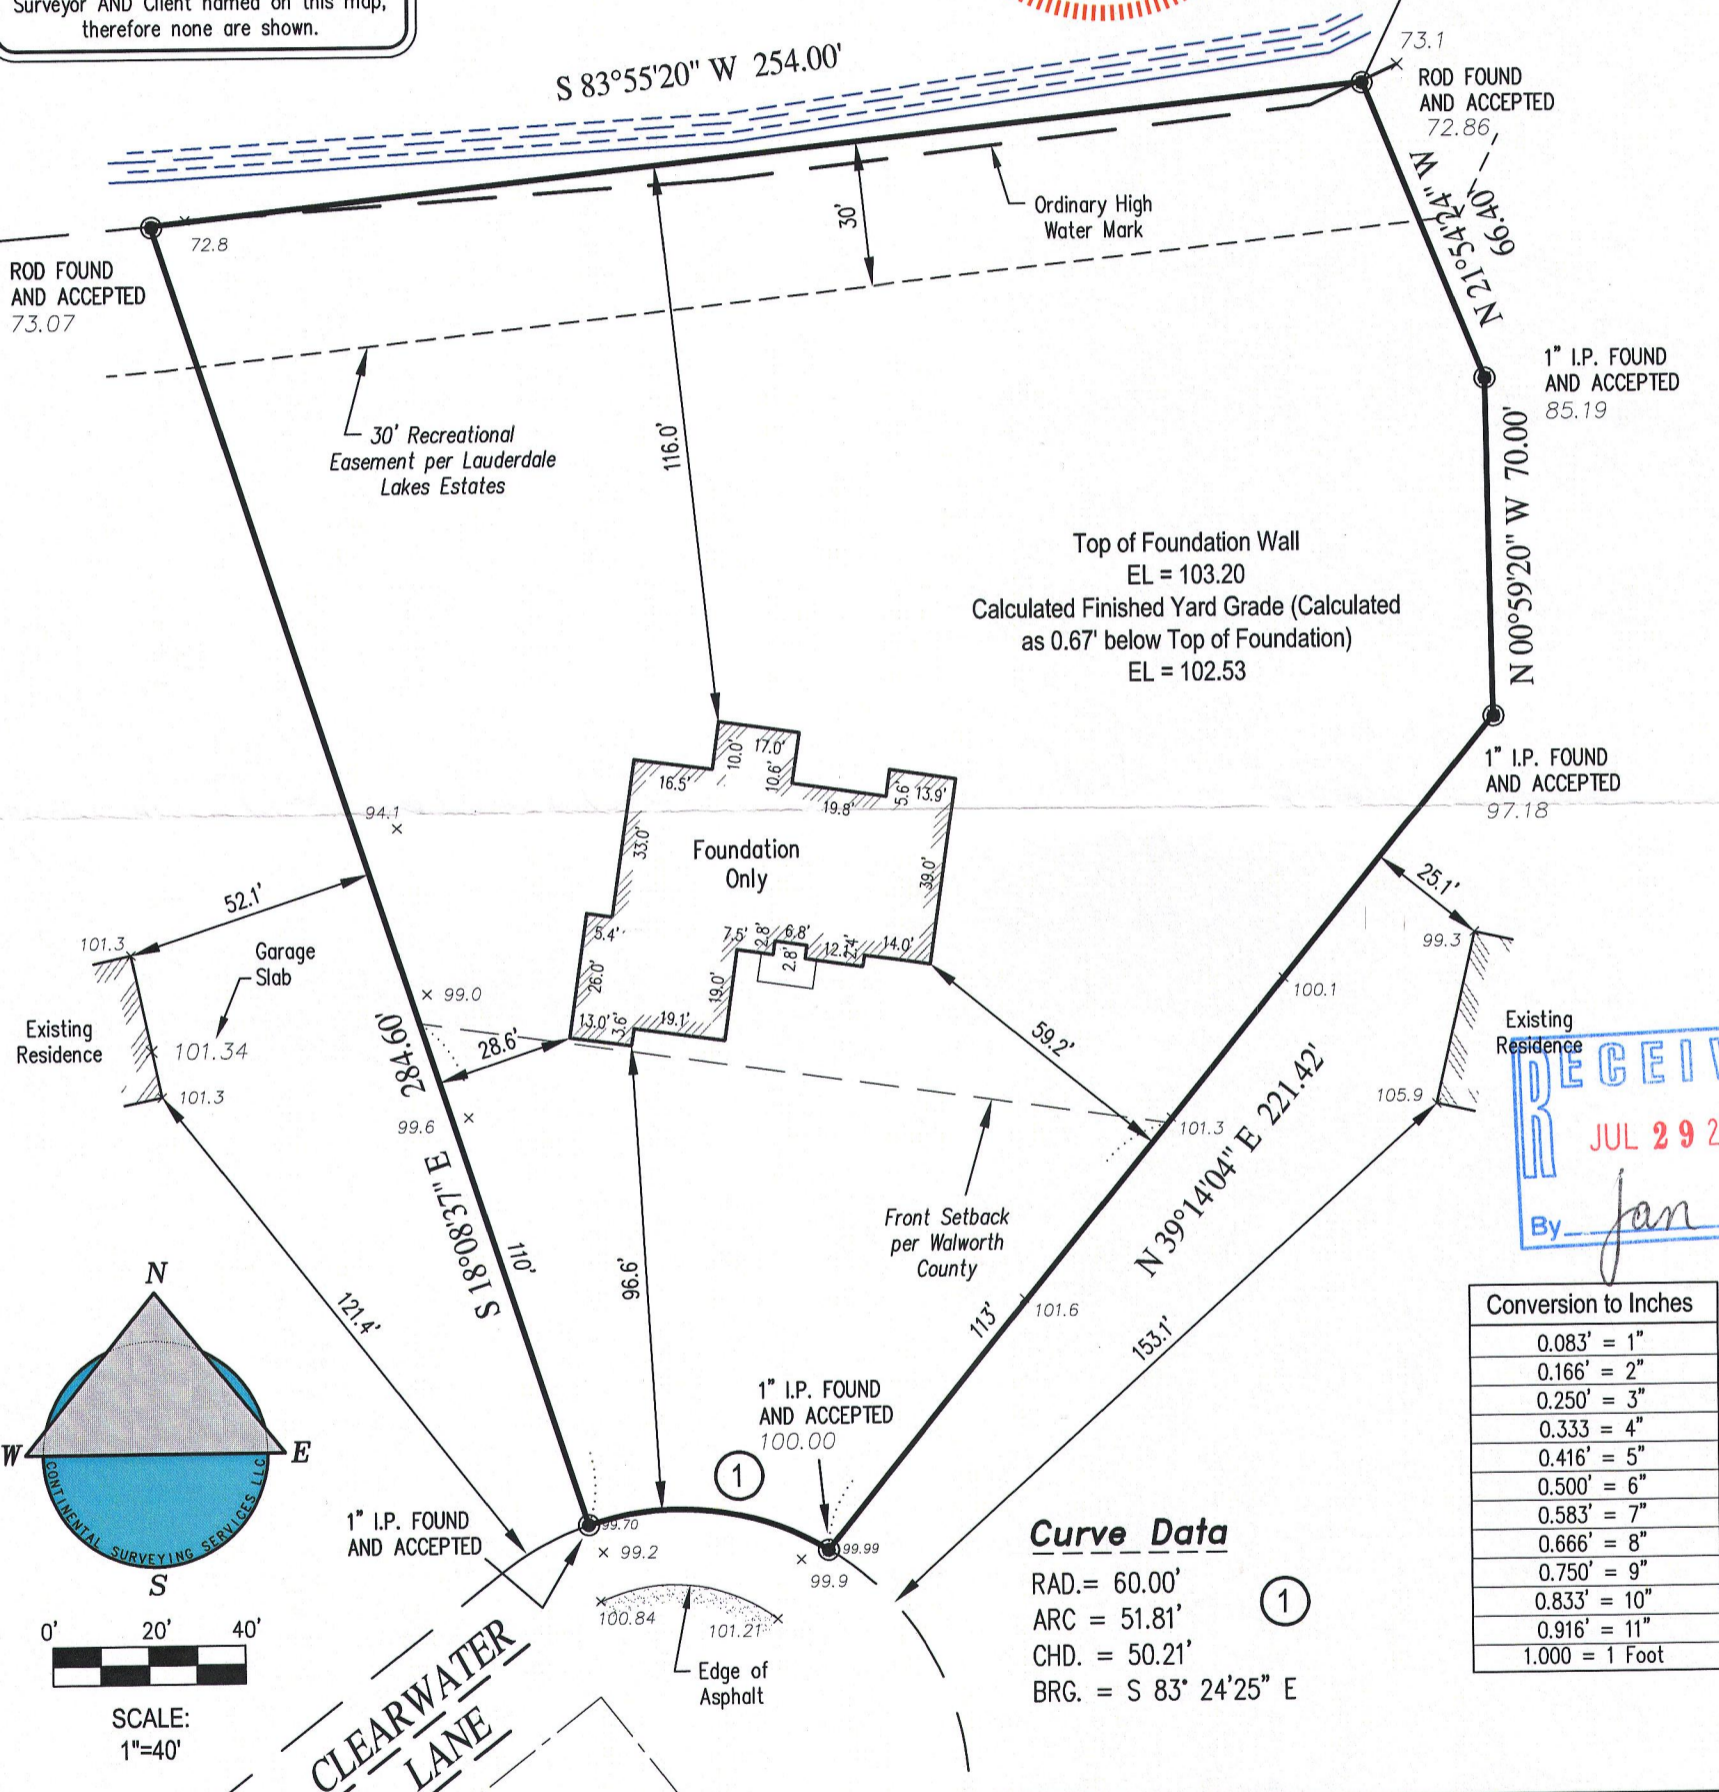 Surveyor AND Client named on this map,
therefore none are shown.
S 83°55'20" W 254.00'
73.1
ROD FOUND
AND ACCEPTED
72.86
N 21°54'24" W
66.40'
Ordinary High
Water Mark
30'
72.8
ROD FOUND
AND ACCEPTED
73.07
1" I.P. FOUND
AND ACCEPTED
85.19
N 00°59'20" W 70.00'
30' Recreational
Easement per Lauderdale
Lakes Estates
116.0'
Top of Foundation Wall
EL = 103.20
Calculated Finished Yard Grade (Calculated
as 0.67' below Top of Foundation)
EL = 102.53
1" I.P. FOUND
AND ACCEPTED
97.18
10.0'
17.0'
10.6'
16.5'
19.8'
5.6'
13.9'
33.0'
Foundation
Only
39.0'
94.1
52.1'
25.1'
101.3
Garage
Slab
5.4'
7.5'
2.8'
6.8'
2.8'
2.4'
14.0'
99.3
26.0'
19.0'
99.0
100.1
Existing
Residence
101.34
13.0'
3.6'
19.1'
28.6'
59.2'
Existing
Residence
284.60'
S 18°08'37" E
101.3
99.6
105.9
101.3
N 39°14'04" E 221.42'
RECEIV
JUL 29 2
By Jan
Front Setback
per Walworth
County
110'
96.6'
113'
101.6
121.4'
153.1'
N
W
E
S
CONTINENTAL SURVEYING SERVICES LLC
Conversion to Inches
0.083' = 1"
0.166' = 2"
0.250' = 3"
0.333 = 4"
0.416' = 5"
0.500' = 6"
0.583' = 7"
0.666' = 8"
0.750' = 9"
0.833' = 10"
0.916' = 11"
1.000 = 1 Foot
1" I.P. FOUND
AND ACCEPTED
100.00
1
1" I.P. FOUND
AND ACCEPTED
99.70
99.2
99.99
99.9
100.84
101.21
Edge of
Asphalt
Curve Data
RAD.= 60.00'
ARC = 51.81'
CHD. = 50.21'
BRG. = S 83° 24'25" E
1
0' 20' 40'
SCALE:
1"=40'
CLEARWATER
LANE